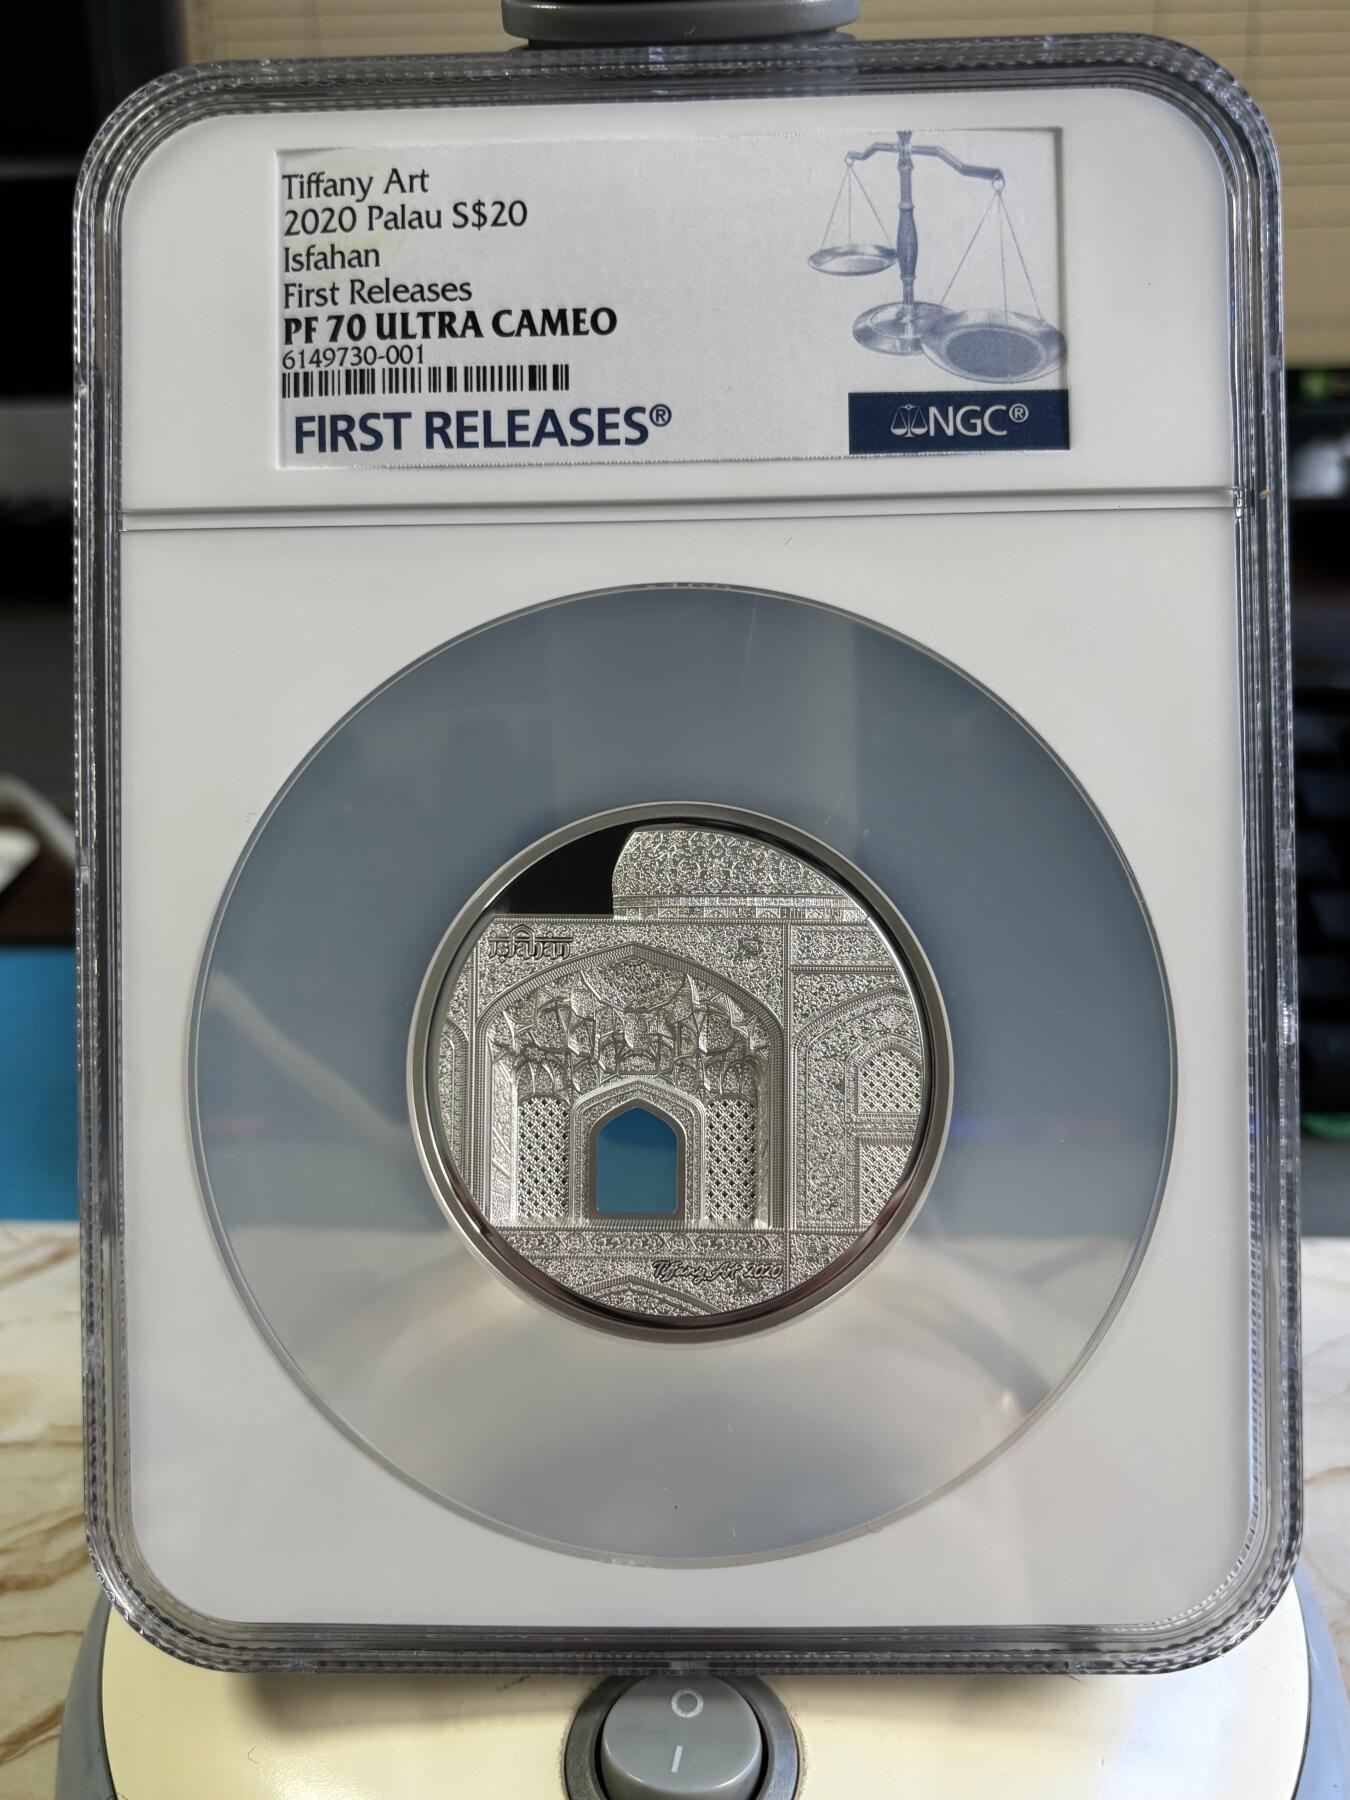 Tiffany Art
2020 Palau S$20
Isfahan
First Releases
PF 70 ULTRA CAMEO
6149730-001
FIRST RELEASES®
NGC®
Isfahan
Tiffany Art 2020
O
I